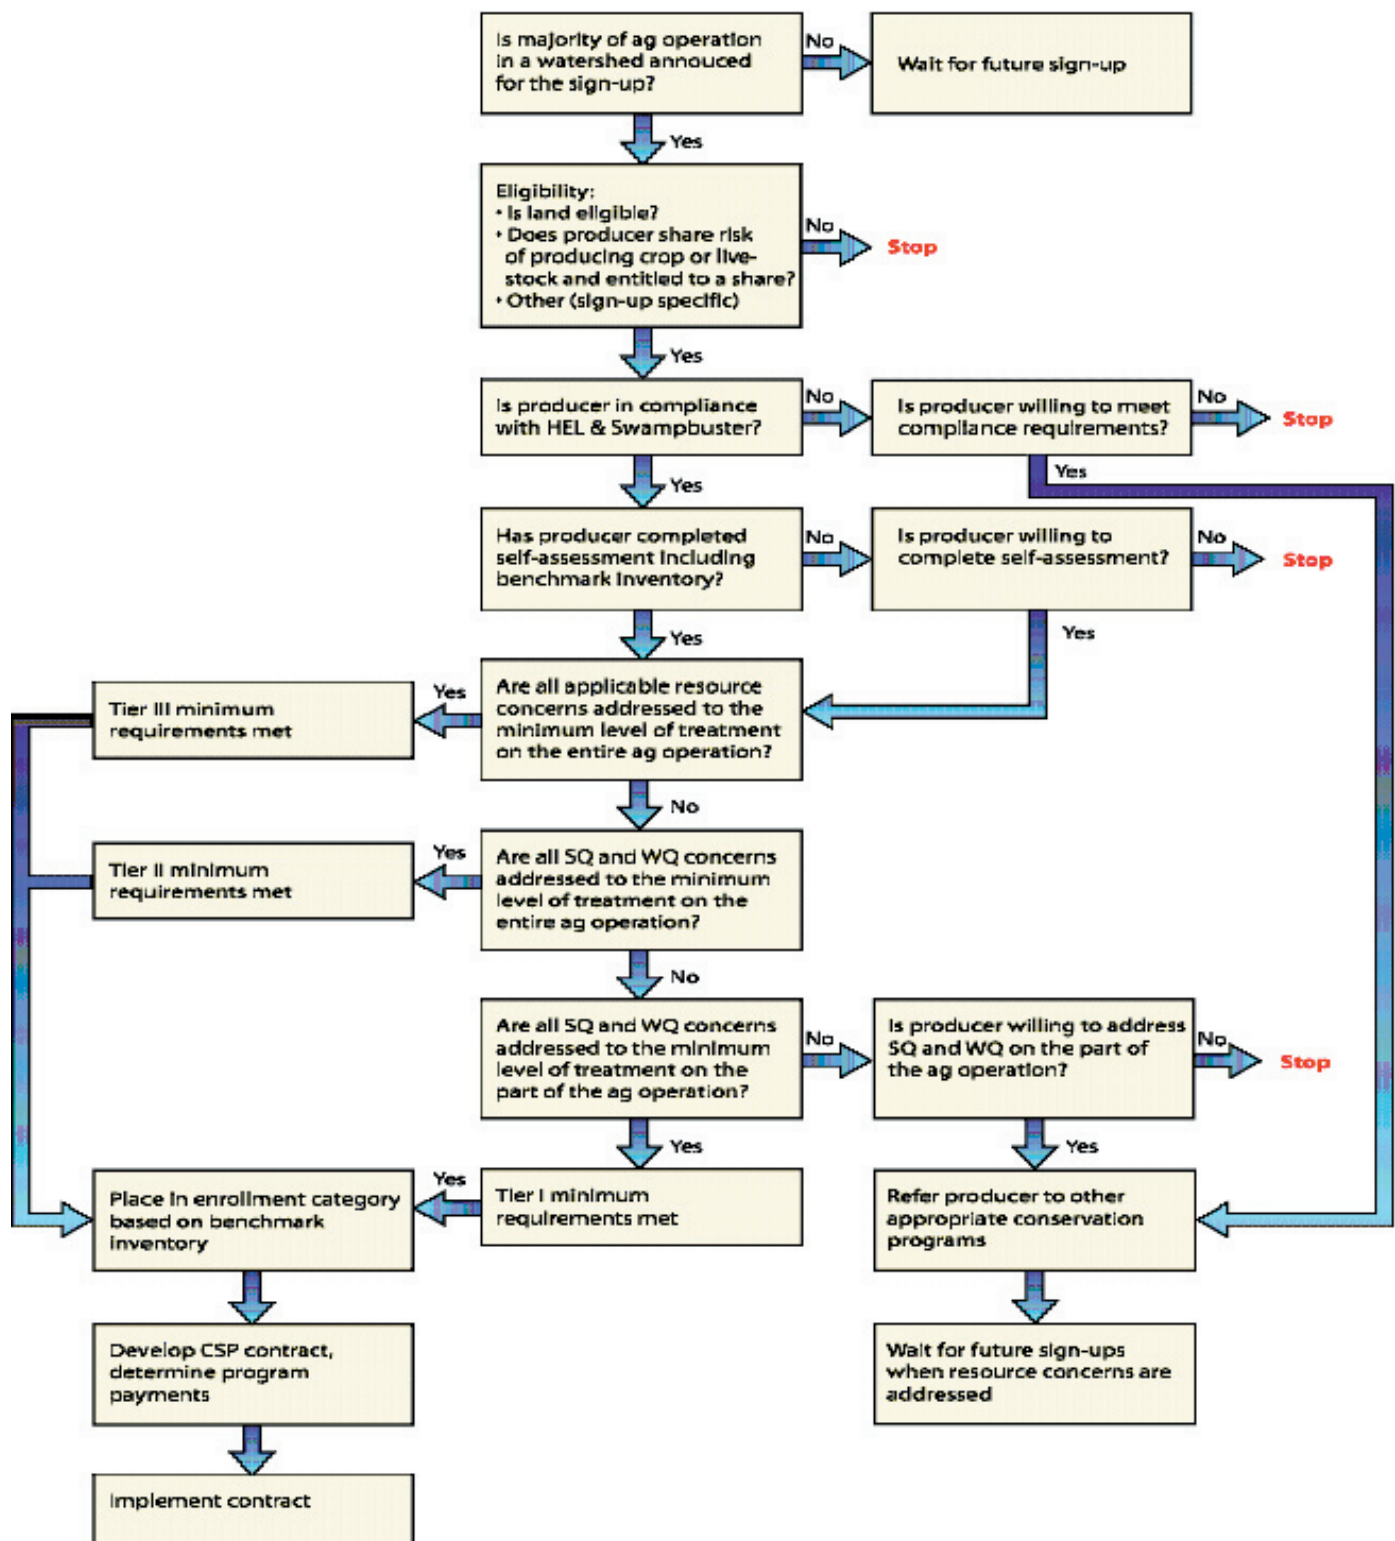 Is majority of ag operation
in a watershed annouced
for the sign-up?
No
Wait for future sign-up
Yes
Eligibility:
• Is land eligible?
• Does producer share risk
of producing crop or live-
stock and entitled to a share?
• Other (sign-up specific)
No
Stop
Yes
Is producer in compliance
with HEL & Swampbuster?
No
Is producer willing to meet
compliance requirements?
No
Stop
Yes
Yes
Has producer completed
self-assessment including
benchmark inventory?
No
Is producer willing to
complete self-assessment?
No
Stop
Yes
Yes
Are all applicable resource
concerns addressed to the
minimum level of treatment
on the entire ag operation?
Yes
Tier III minimum
requirements met
No
Are all SQ and WQ concerns
addressed to the minimum
level of treatment on the
entire ag operation?
Yes
Tier II minimum
requirements met
No
Are all SQ and WQ concerns
addressed to the minimum
level of treatment on the
part of the ag operation?
No
Is producer willing to address
SQ and WQ on the part of
the ag operation?
No
Stop
Yes
Yes
Tier I minimum
requirements met
Yes
Place in enrollment category
based on benchmark
inventory
Refer producer to other
appropriate conservation
programs
Develop CSP contract,
determine program
payments
Wait for future sign-ups
when resource concerns are
addressed
Implement contract